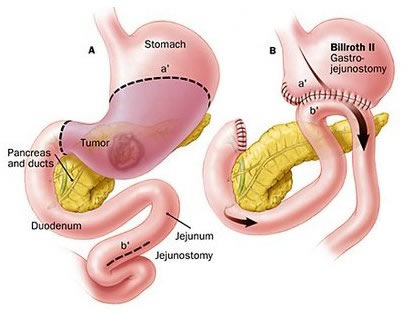 A
Stomach
a'
Tumor
Pancreas
and ducts
Duodenum
Jejunum
b'
Jejunostomy
B
Billroth II
Gastro-
jejunostomy
a'
b'